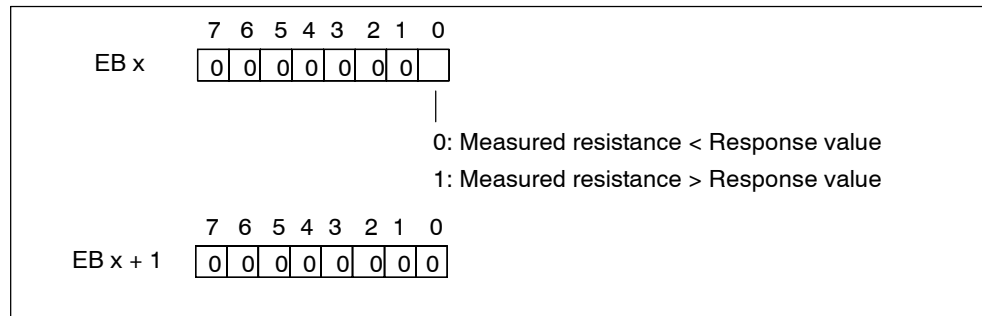 7 6 5 4 3 2 1 0
EB x 0 0 0 0 0 0 0
0: Measured resistance < Response value
1: Measured resistance > Response value
7 6 5 4 3 2 1 0
EB x + 1 0 0 0 0 0 0 0 0